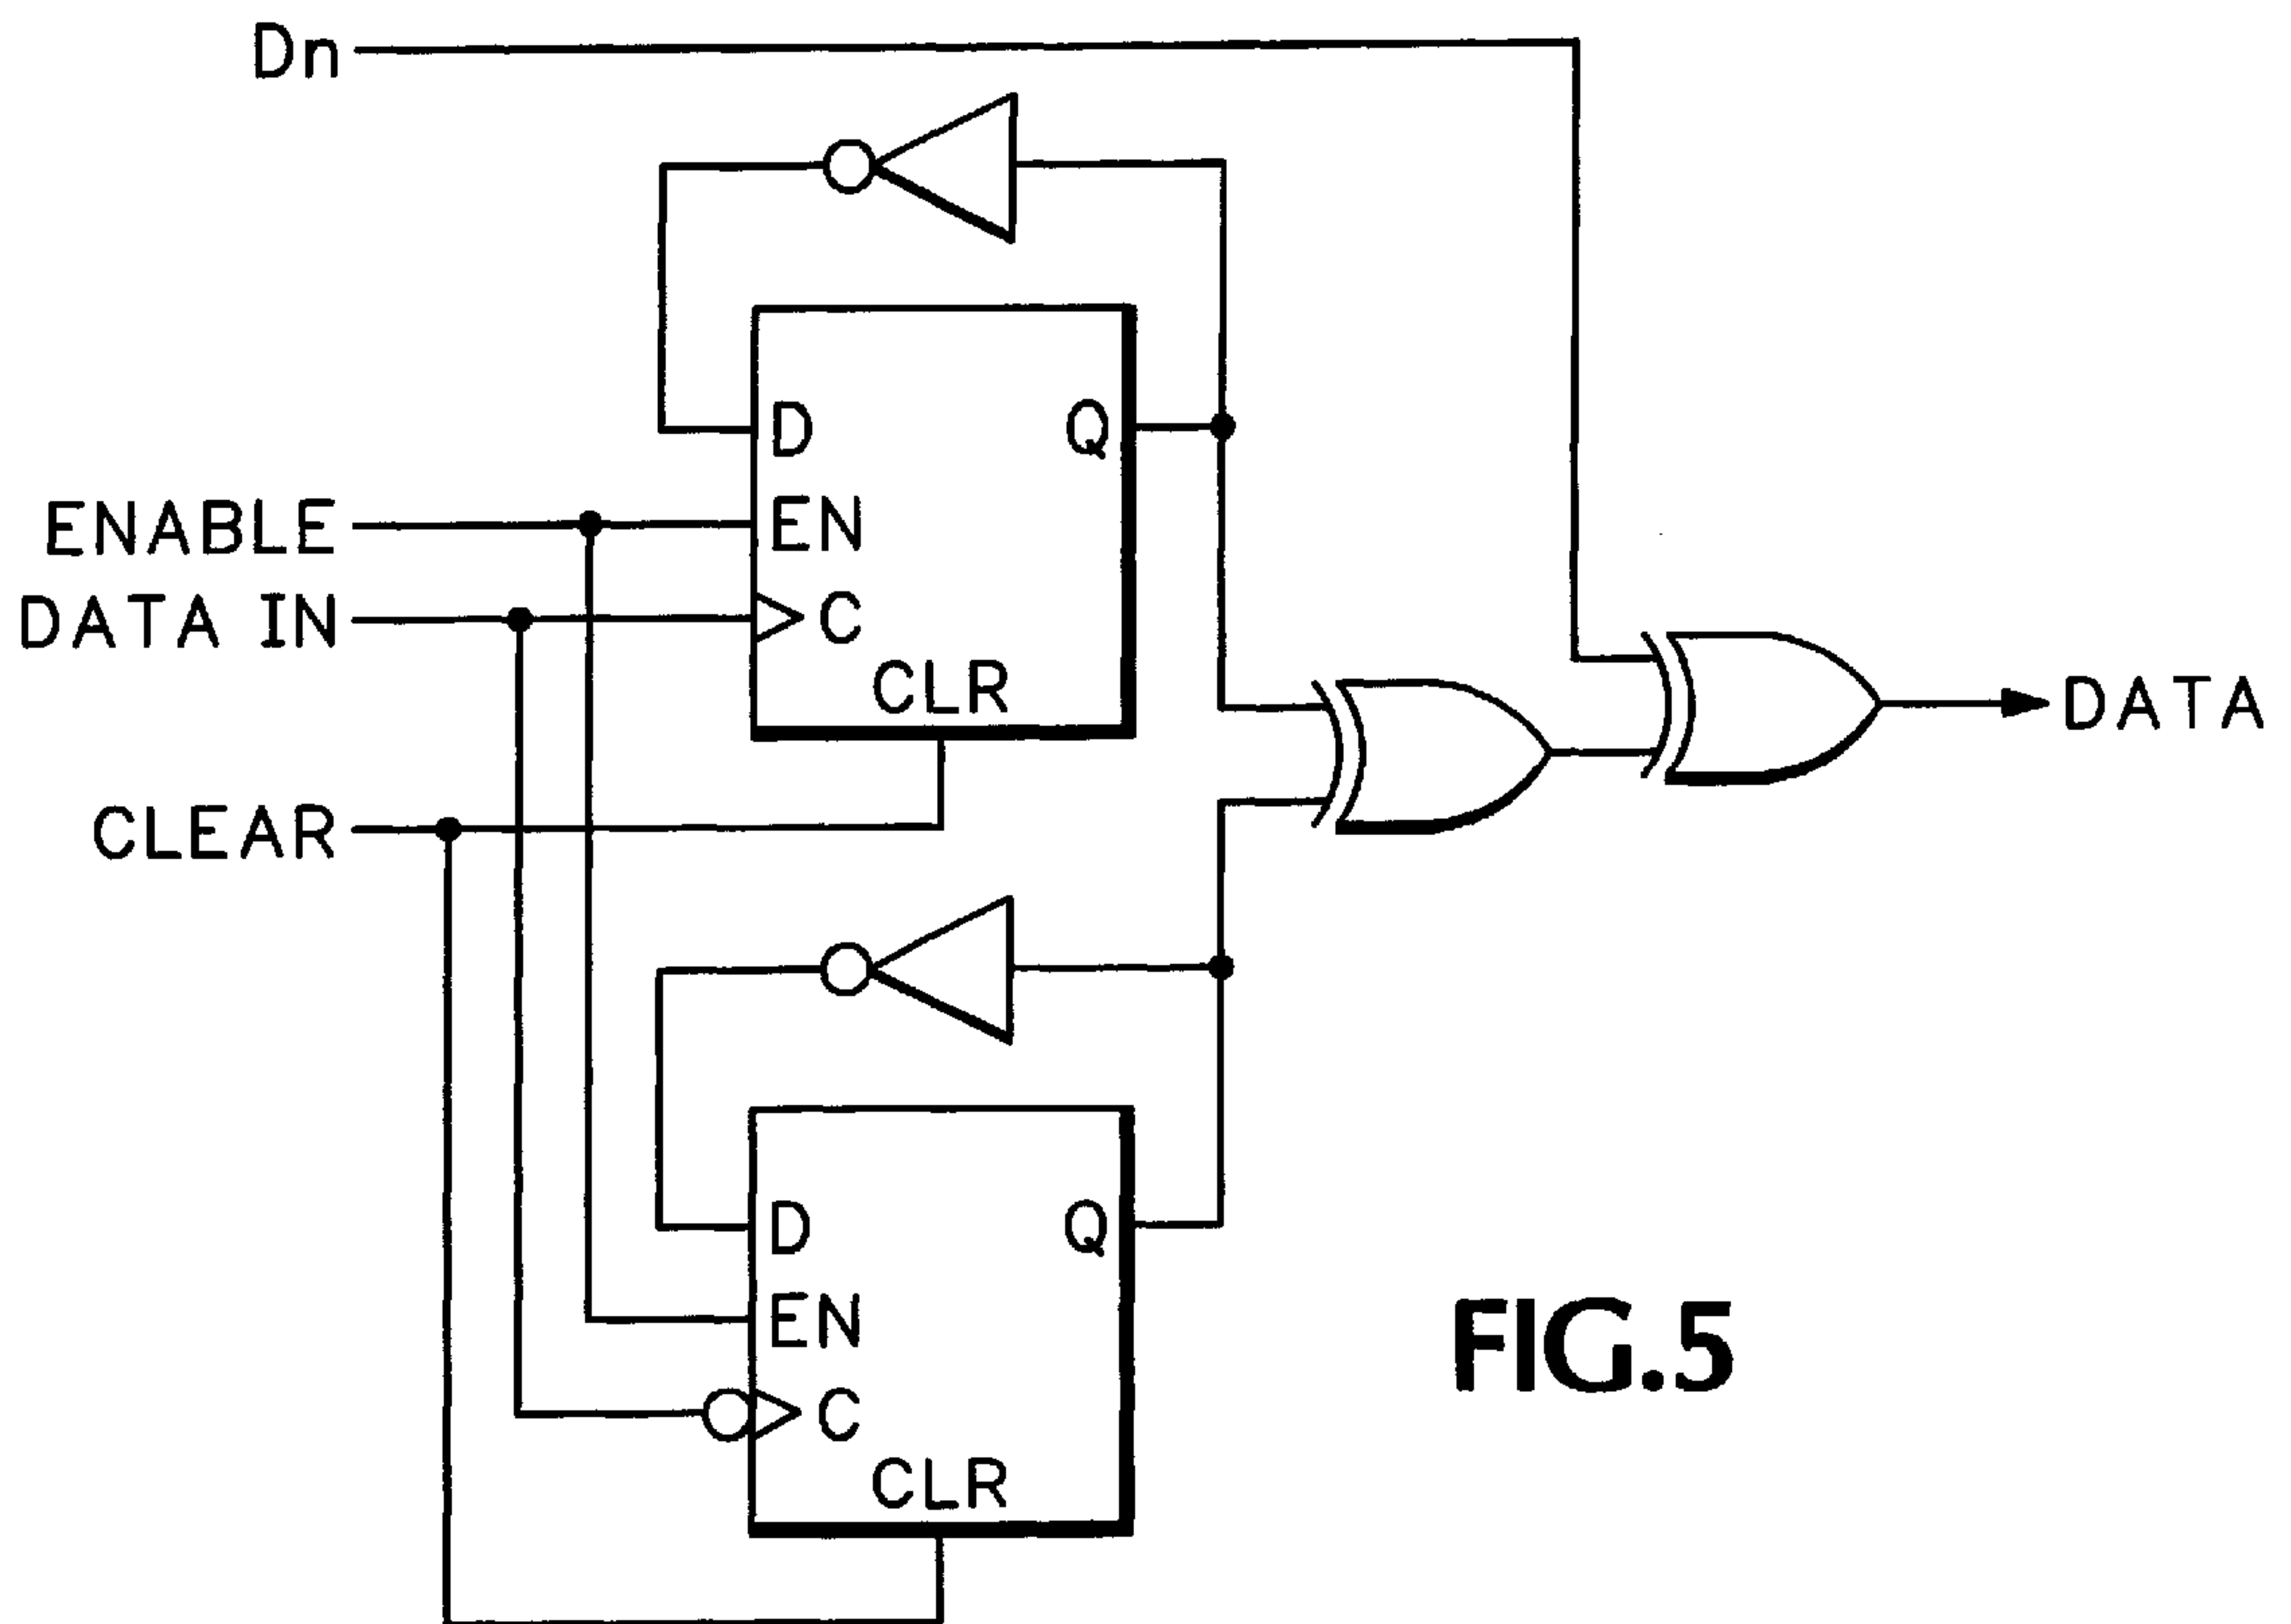 Dn
D
Q
ENABLE
EN
DATA IN
C
CLR
DATA
CLEAR
D
Q
EN
C
CLR
FIG.5